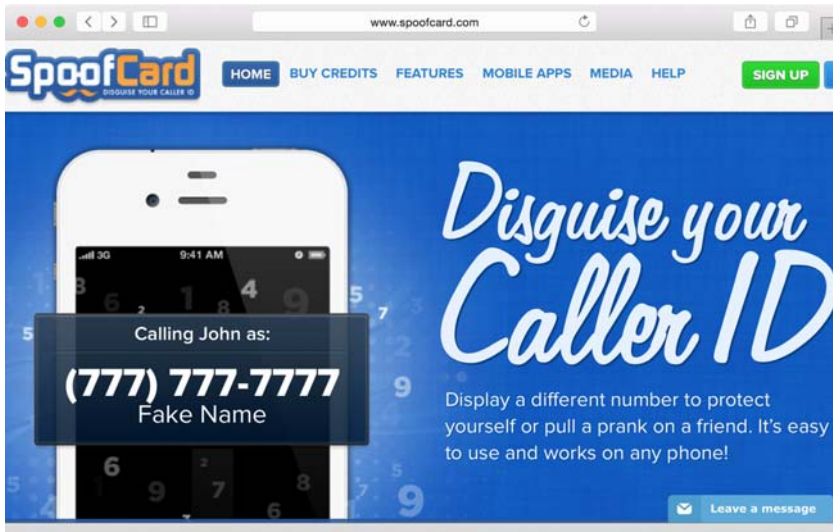 www.spoofcard.com
SpoofCard
DISGUISE YOUR CALLER ID
HOME BUY CREDITS FEATURES MOBILE APPS MEDIA HELP SIGN UP
3G 9:41 AM
Disguise your
Caller ID
Calling John as:
(777) 777-7777
Fake Name
Display a different number to protect
yourself or pull a prank on a friend. It's easy
to use and works on any phone!
Leave a message